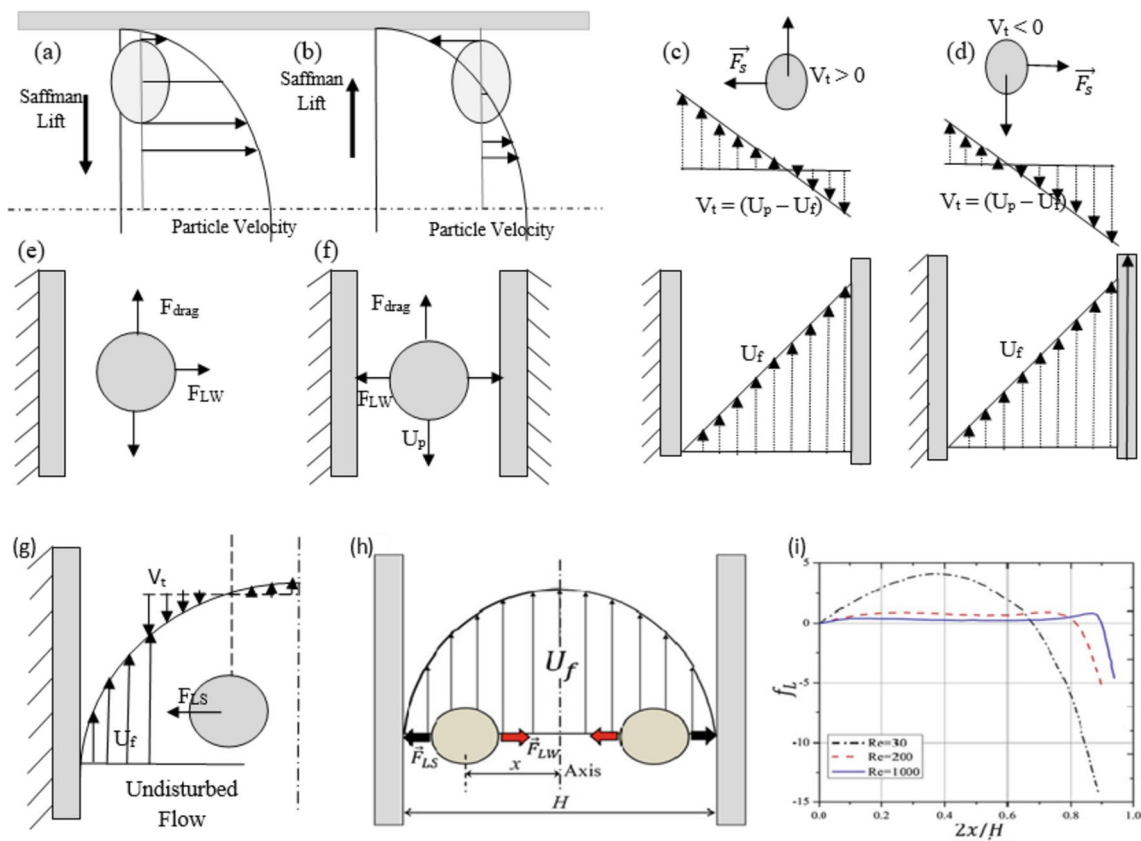 (a)
Saffman
Lift
Particle Velocity
(b)
Saffman
Lift
Particle Velocity
(c)
F_s
V_t > 0
V_t = (U_p − U_f)
U_f
(d)
V_t < 0
F_s
V_t = (U_p − U_f)
U_f
(e)
F_drag
F_LW
(f)
F_drag
F_LW
U_p
(g)
V_t
F_LS
U_f
Undisturbed
Flow
(h)
U_f
F_LS
F_LW
x
Axis
H
(i)
f_L
5
0
-5
-10
-15
Re=30
Re=200
Re=1000
0.0 0.2 0.4 0.6 0.8 1.0
2x/H